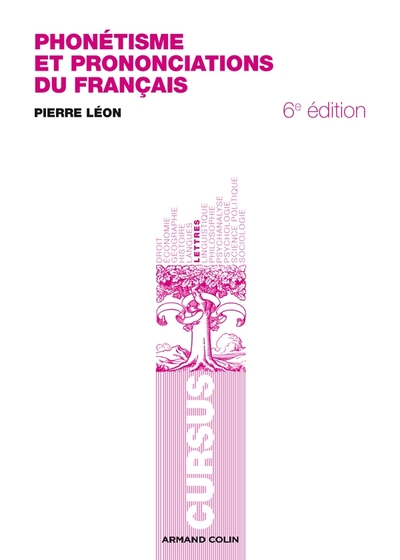 PHONÉTISME
ET PRONONCIATIONS
DU FRANÇAIS
PIERRE LÉON
6e édition
DROIT
ÉCONOMIE
GÉOGRAPHIE
HISTOIRE
LANGUES
LETTRES
LINGUISTIQUE
PHILOSOPHIE
PSYCHANALYSE
PSYCHOLOGIE
SCIENCE POLITIQUE
SOCIOLOGIE
CURSUS
ARMAND COLIN